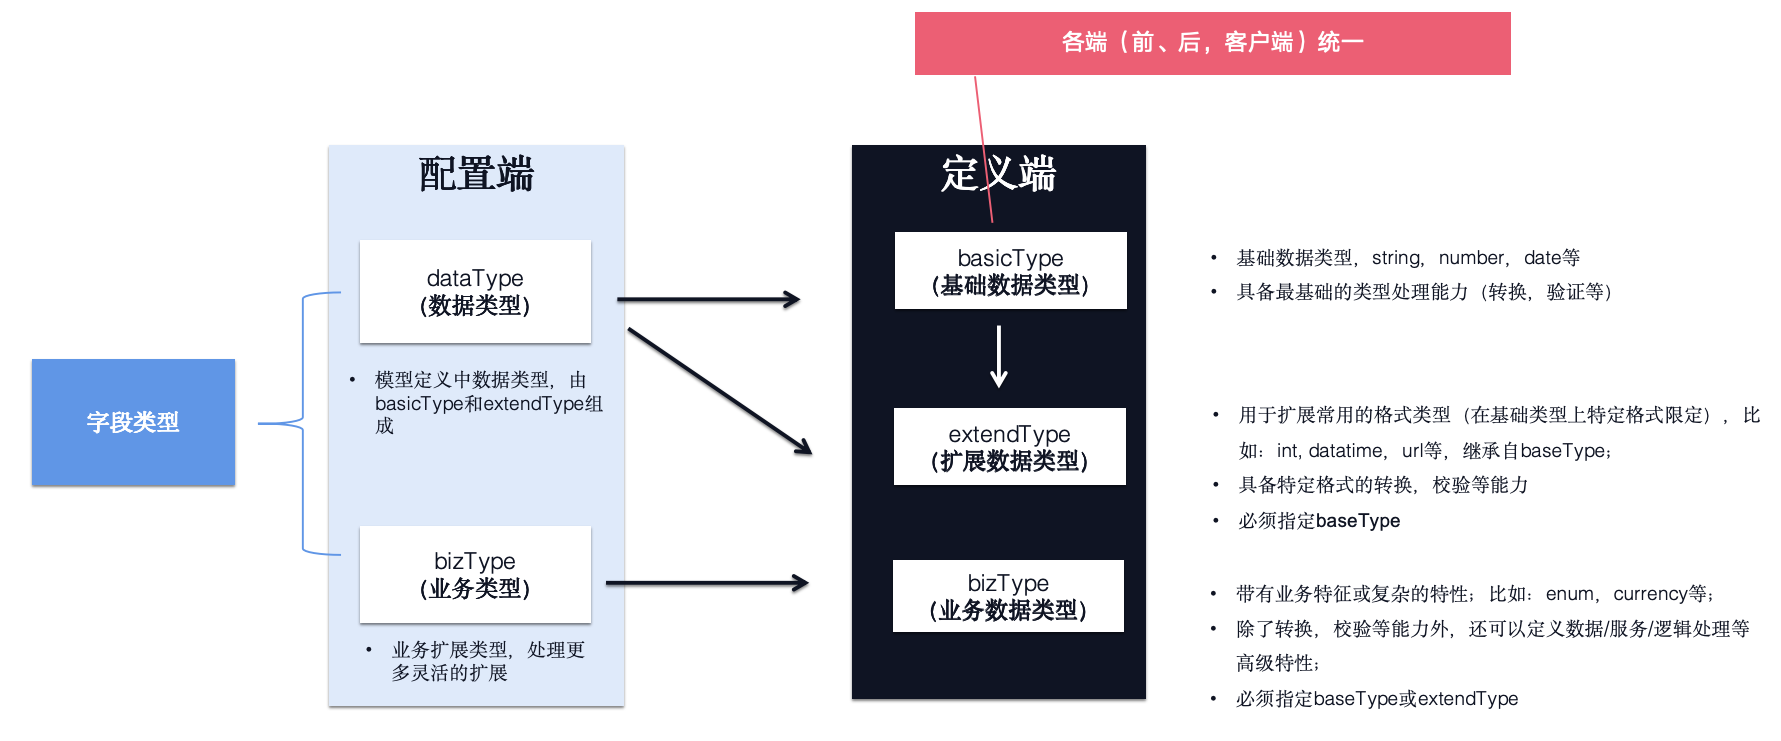 各端（前、后，客户端）统一
配置端
定义端
dataType
（数据类型）
basicType
（基础数据类型）
• 基础数据类型，string，number，date等
• 具备最基础的类型处理能力（转换，验证等）
字段类型
• 模型定义中数据类型，由
basicType和extendType组
成
extendType
（扩展数据类型）
• 用于扩展常用的格式类型（在基础类型上特定格式限定），比
如：int, datatime，url等，继承自baseType；
• 具备特定格式的转换，校验等能力
• 必须指定baseType
bizType
（业务类型）
• 业务扩展类型，处理更
多灵活的扩展
bizType
（业务数据类型）
• 带有业务特征或复杂的特性；比如：enum，currency等；
• 除了转换，校验等能力外，还可以定义数据/服务/逻辑处理等
高级特性；
• 必须指定baseType或extendType